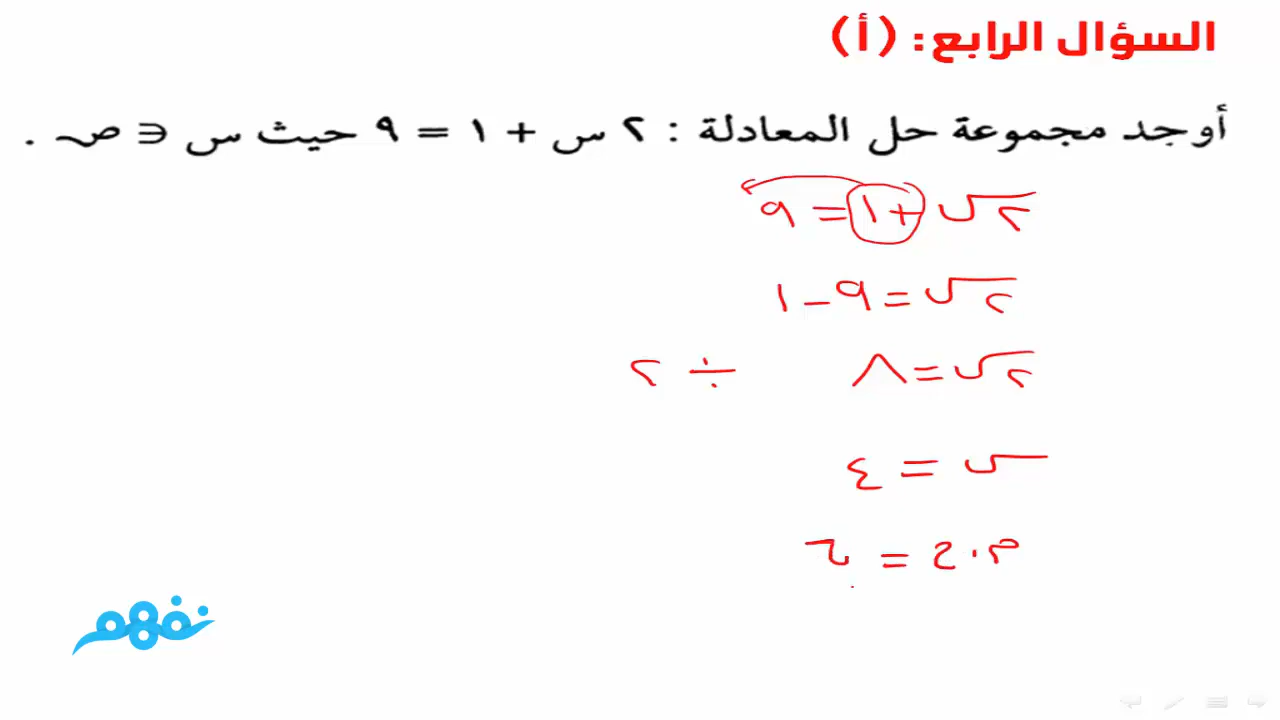 السؤال الرابع: (أ)
أوجد مجموعة حل المعادلة : ٢ س + ١ = ٩ حيث س ∈ ص .
٢س + ١ = ٩
٢س = ٩ – ١
٢س = ٨ ÷ ٢
س = ٤
م . ح =
نفهم